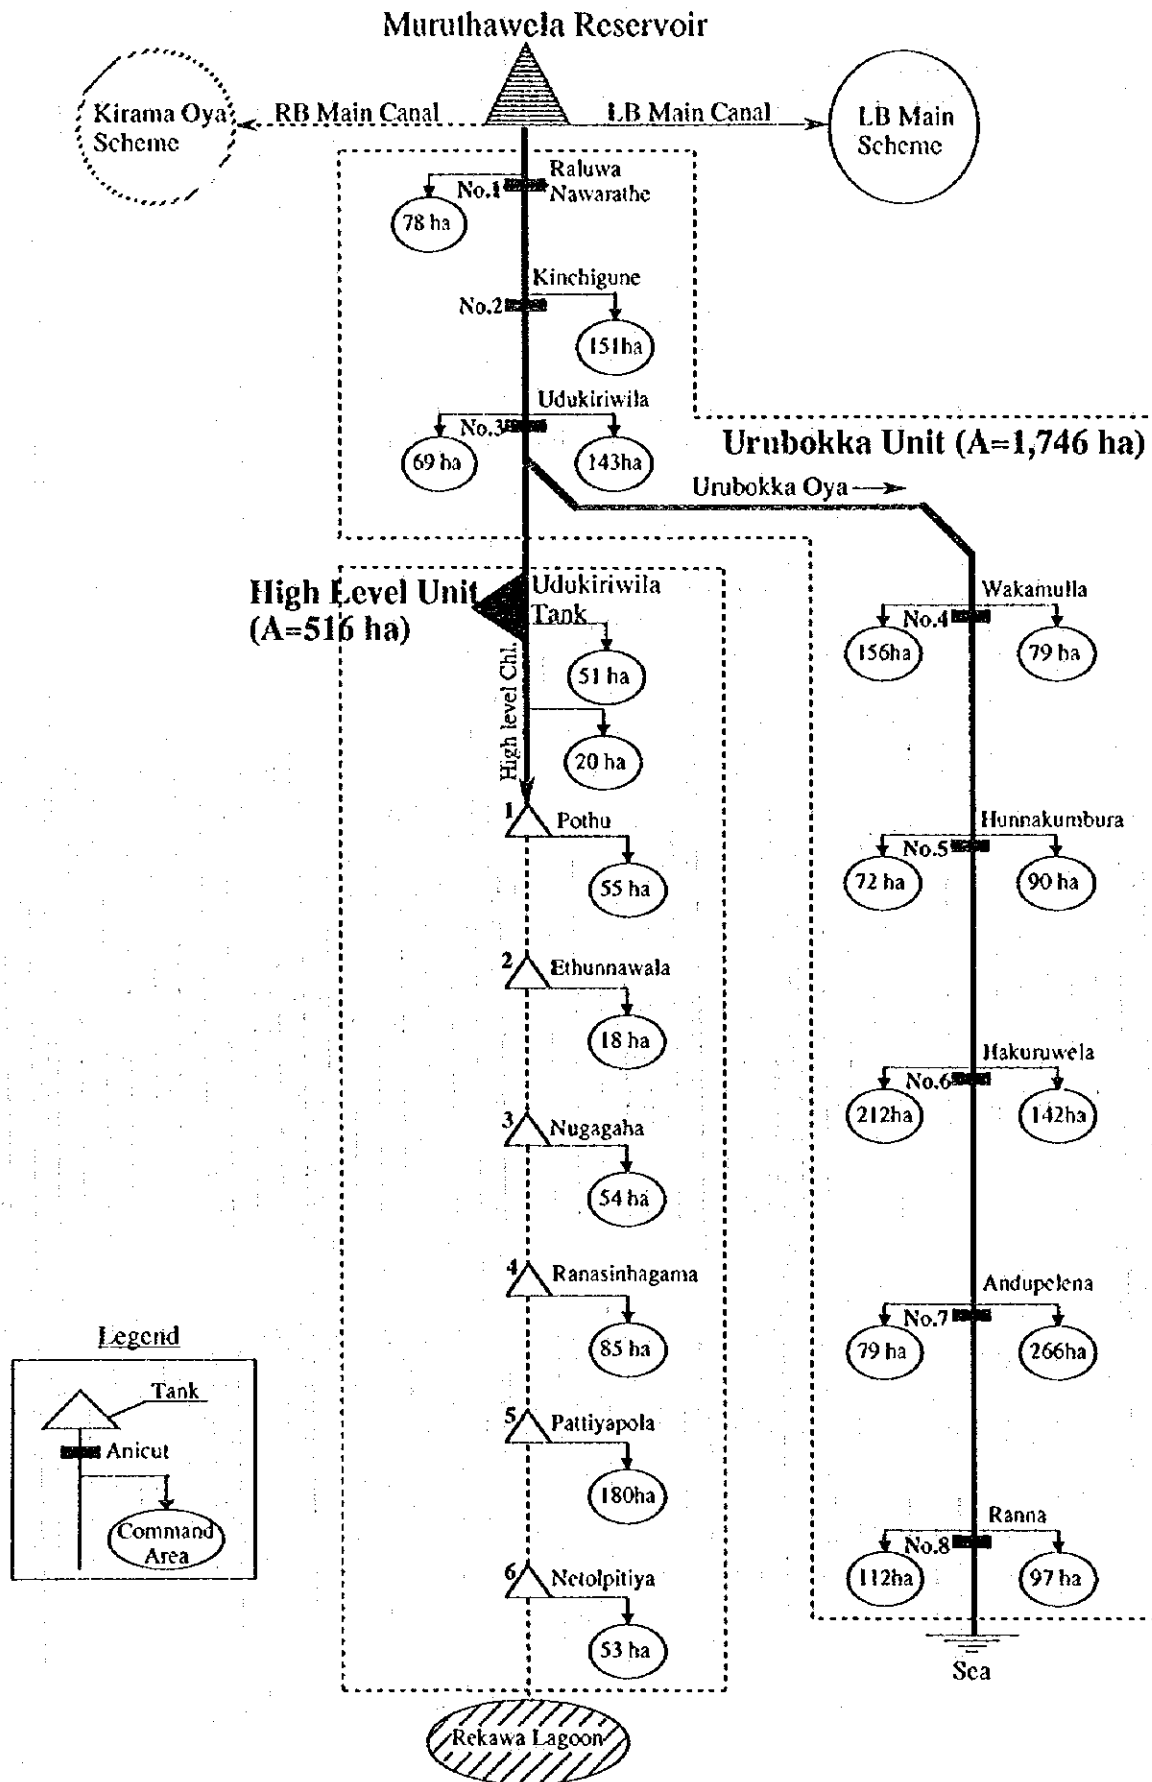 Muruthawela Reservoir
Kirama Oya
Scheme
RB Main Canal
LB Main Canal
LB Main
Scheme
No.1
Raluwa
Nawarathe
78 ha
Kinchigune
No.2
151ha
Udukiriwila
No.3
69 ha
143ha
Urubokka Unit (A=1,746 ha)
Urubokka Oya
High Level Unit
(A=516 ha)
Udukiriwila
Tank
51 ha
High level Chl.
20 ha
1
Pothu
55 ha
2
Ethunnawala
18 ha
3
Nugagaha
54 ha
4
Ranasinhagama
85 ha
5
Pattiyapola
180ha
6
Netolpitiya
53 ha
Rekawa Lagoon
Wakamulla
No.4
156ha
79 ha
Hunnakumbura
No.5
72 ha
90 ha
Hakuruwela
No.6
212ha
142ha
Andupelena
No.7
79 ha
266ha
Ranna
No.8
112ha
97 ha
Sea
Legend
Tank
Anicut
Command
Area